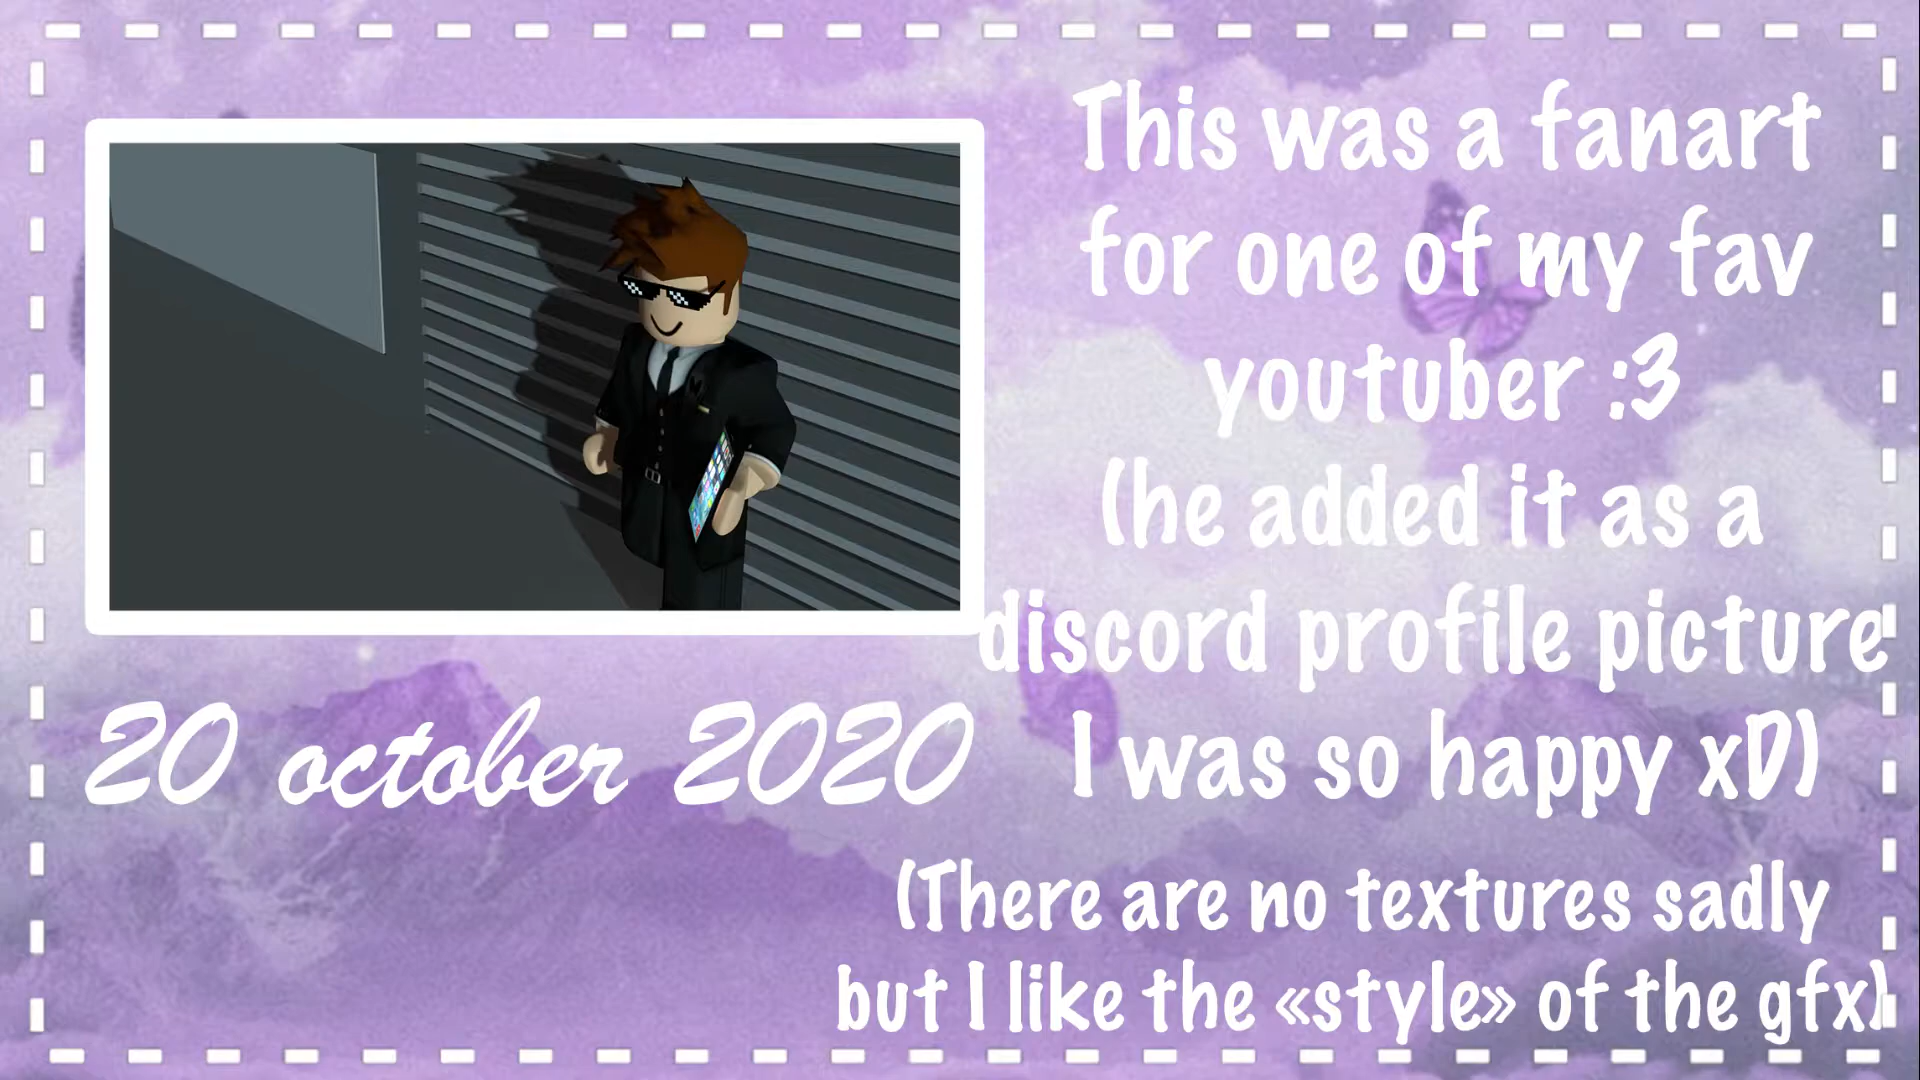 This was a fanart
for one of my fav
youtuber :3
(he added it as a
discord profile picture
I was so happy xD)
20 october 2020
(There are no textures sadly
but I like the «style» of the gfx)